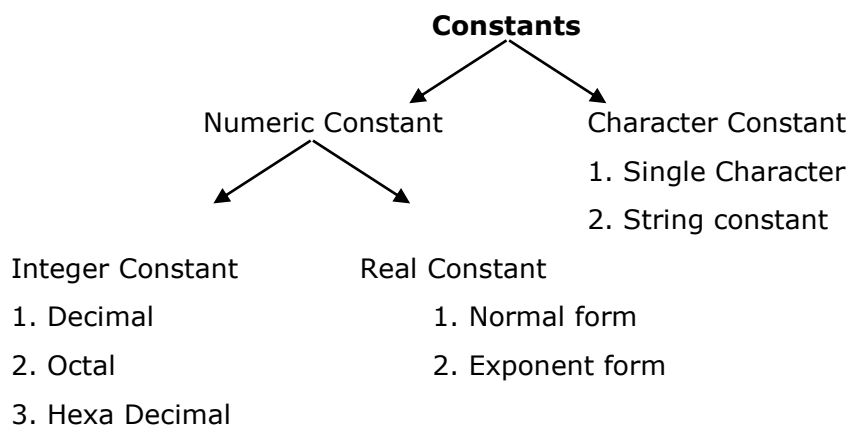 Constants
Numeric Constant
Character Constant
1. Single Character
2. String constant
Integer Constant
1. Decimal
2. Octal
3. Hexa Decimal
Real Constant
1. Normal form
2. Exponent form